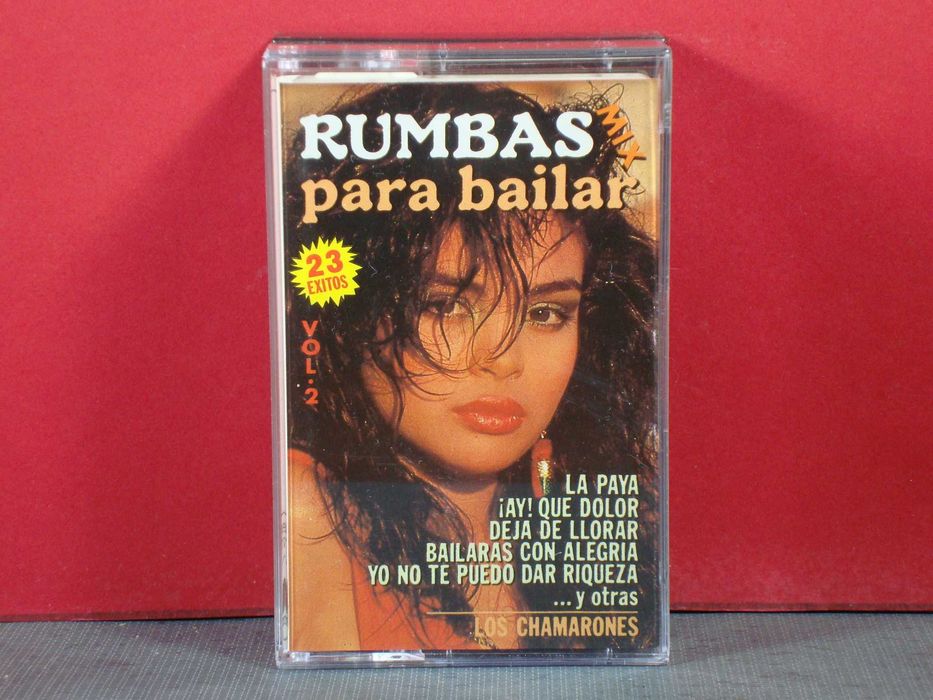 RUMBAS
MIX
para bailar
23
EXITOS
VOL.2
LA PAYA
¡AY! QUE DOLOR
DEJA DE LLORAR
BAILARAS CON ALEGRIA
YO NO TE PUEDO DAR RIQUEZA
...y otras
LOS CHAMARONES